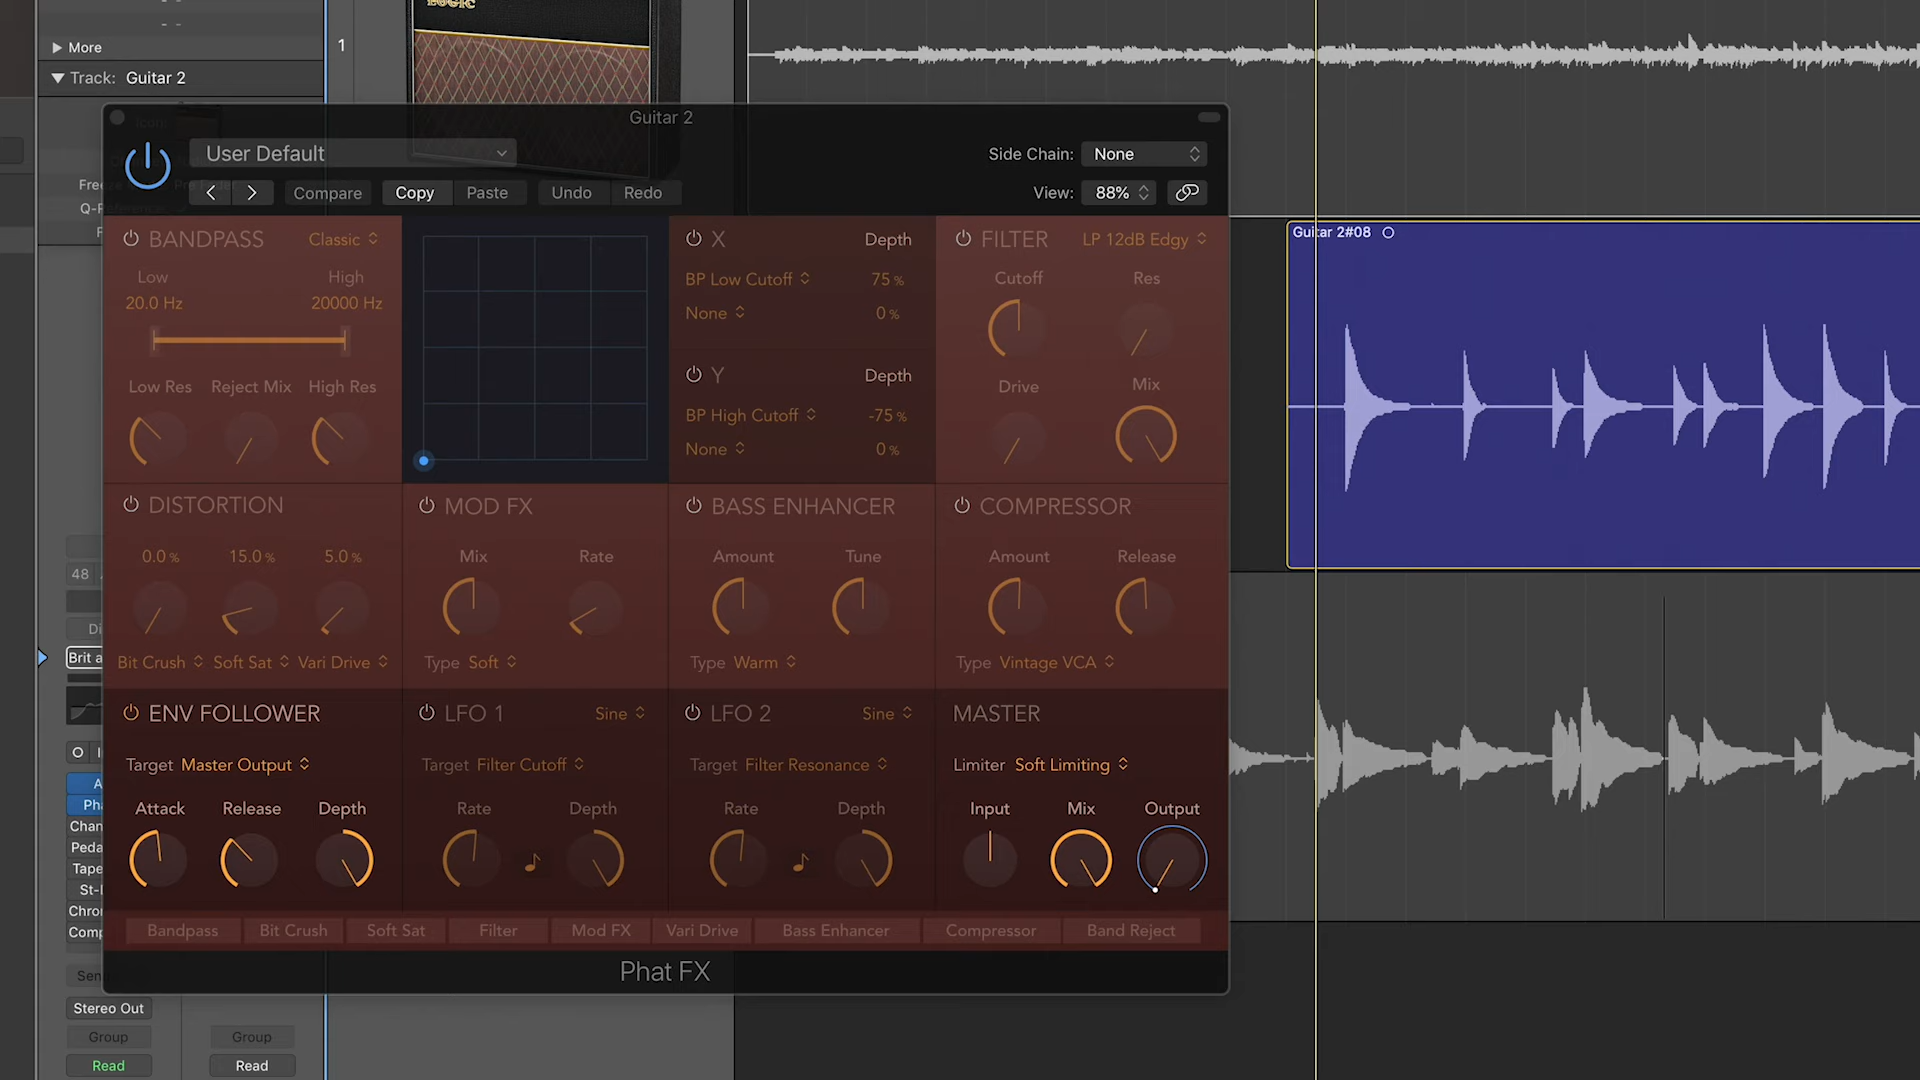 LOGIC
More
1
Track: Guitar 2
Guitar 2
Icon:
User Default
Side Chain: None
Compare
Copy
Paste
Undo
Redo
View: 88%
Guitar 2#08
BANDPASS
Classic
Low
High
20.0 Hz
20000 Hz
Low Res
Reject Mix
High Res
X
Depth
BP Low Cutoff
75 %
None
0 %
Y
Depth
BP High Cutoff
-75 %
None
0 %
FILTER
LP 12dB Edgy
Cutoff
Res
Drive
Mix
DISTORTION
0.0 %
15.0 %
5.0 %
Bit Crush
Soft Sat
Vari Drive
MOD FX
Mix
Rate
Type Soft
BASS ENHANCER
Amount
Tune
Type Warm
COMPRESSOR
Amount
Release
Type Vintage VCA
48
Di
Brit a
ENV FOLLOWER
Target Master Output
Attack
Release
Depth
LFO 1
Sine
Target Filter Cutoff
Rate
Depth
LFO 2
Sine
Target Filter Resonance
Rate
Depth
MASTER
Limiter Soft Limiting
Input
Mix
Output
A
Pha
Chan
Peda
Tape
St-
Chro
Comp
Bandpass
Bit Crush
Soft Sat
Filter
Mod FX
Vari Drive
Bass Enhancer
Compressor
Band Reject
Phat FX
Sen
Stereo Out
Group
Group
Read
Read